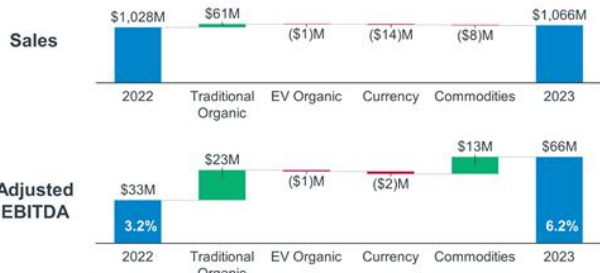 $1,028M $61M ($1)M ($14)M ($8)M $1,066M
Sales
2022 Traditional EV Organic Currency Commodities 2023
Organic
$33M $23M ($1)M ($2)M $13M $66M
Adjusted
EBITDA
3.2% 6.2%
2022 Traditional EV Organic Currency Commodities 2023
Organic